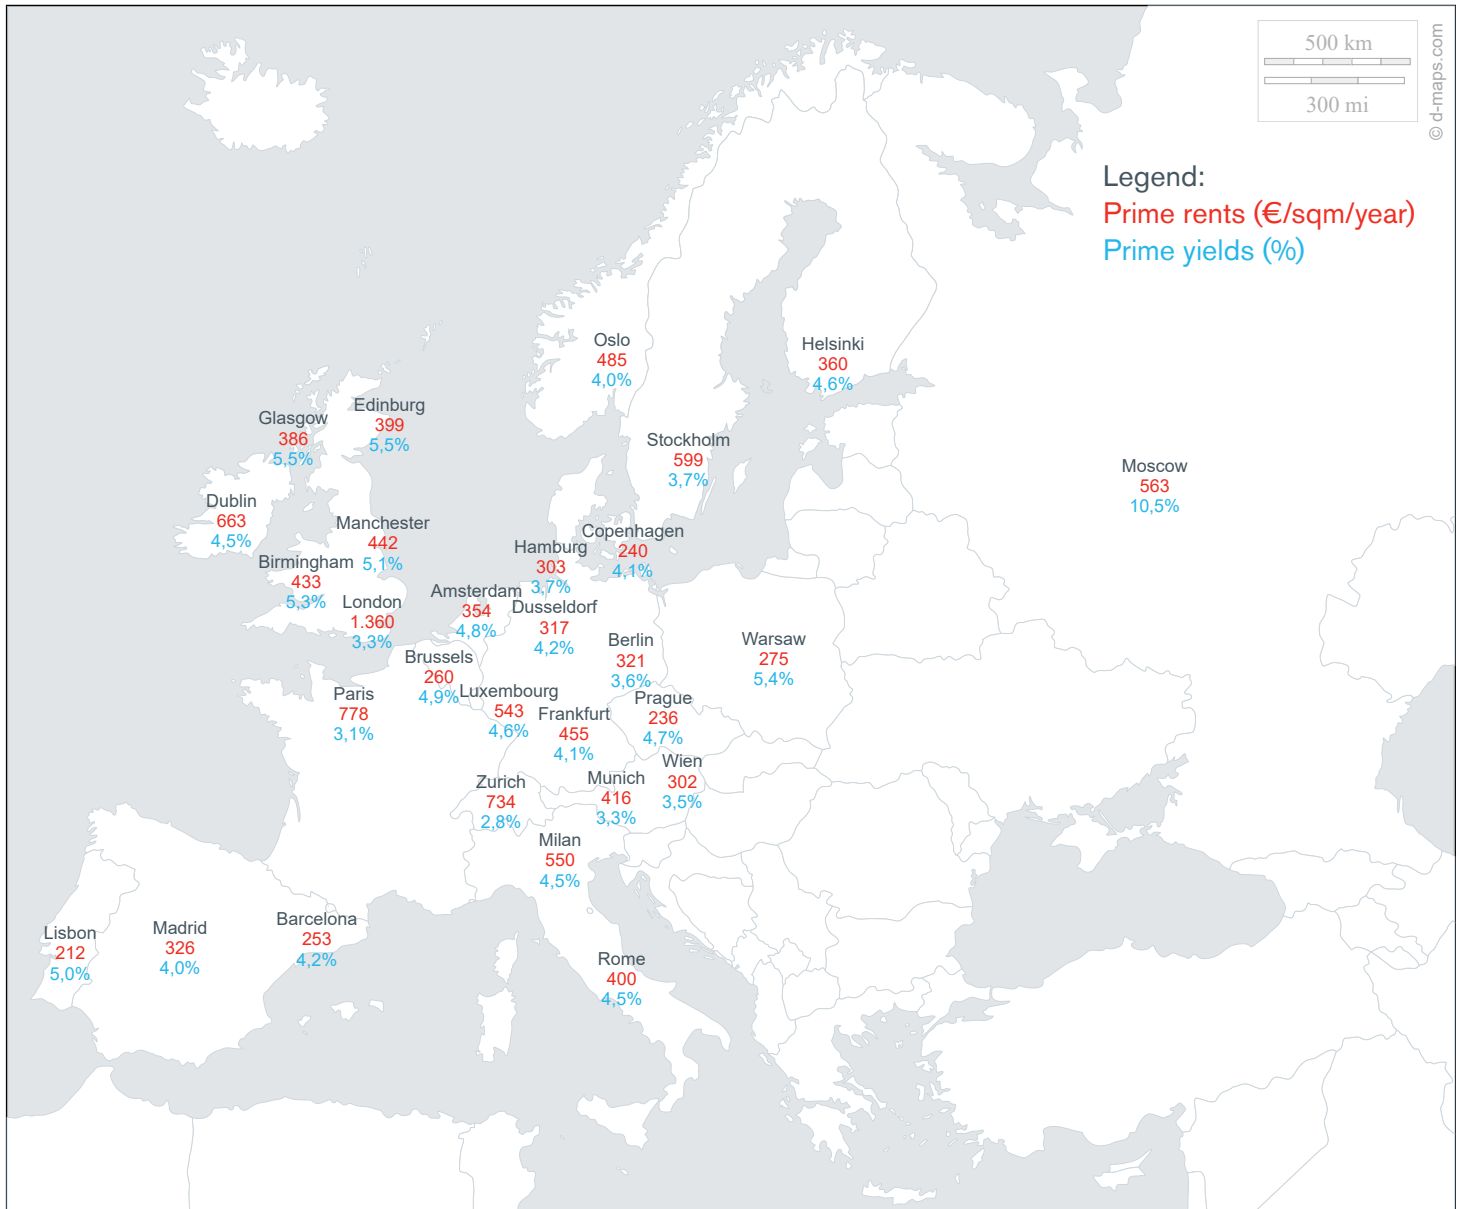 500 km
300 mi
© d-maps.com
Legend:
Prime rents (€/sqm/year)
Prime yields (%)
Oslo
485
4,0%
Helsinki
360
4,6%
Edinburg
399
5,5%
Glasgow
386
5,5%
Stockholm
599
3,7%
Moscow
563
10,5%
Dublin
663
4,5%
Manchester
442
5,1%
Copenhagen
240
4,1%
Hamburg
303
3,7%
Birmingham
433
5,3%
Amsterdam
354
4,8%
London
1.360
3,3%
Dusseldorf
317
4,2%
Berlin
321
3,6%
Warsaw
275
5,4%
Brussels
260
4,9%
Luxembourg
543
4,6%
Paris
778
3,1%
Prague
236
4,7%
Frankfurt
455
4,1%
Wien
302
3,5%
Zurich
734
2,8%
Munich
416
3,3%
Milan
550
4,5%
Barcelona
253
4,2%
Madrid
326
4,0%
Lisbon
212
5,0%
Rome
400
4,5%